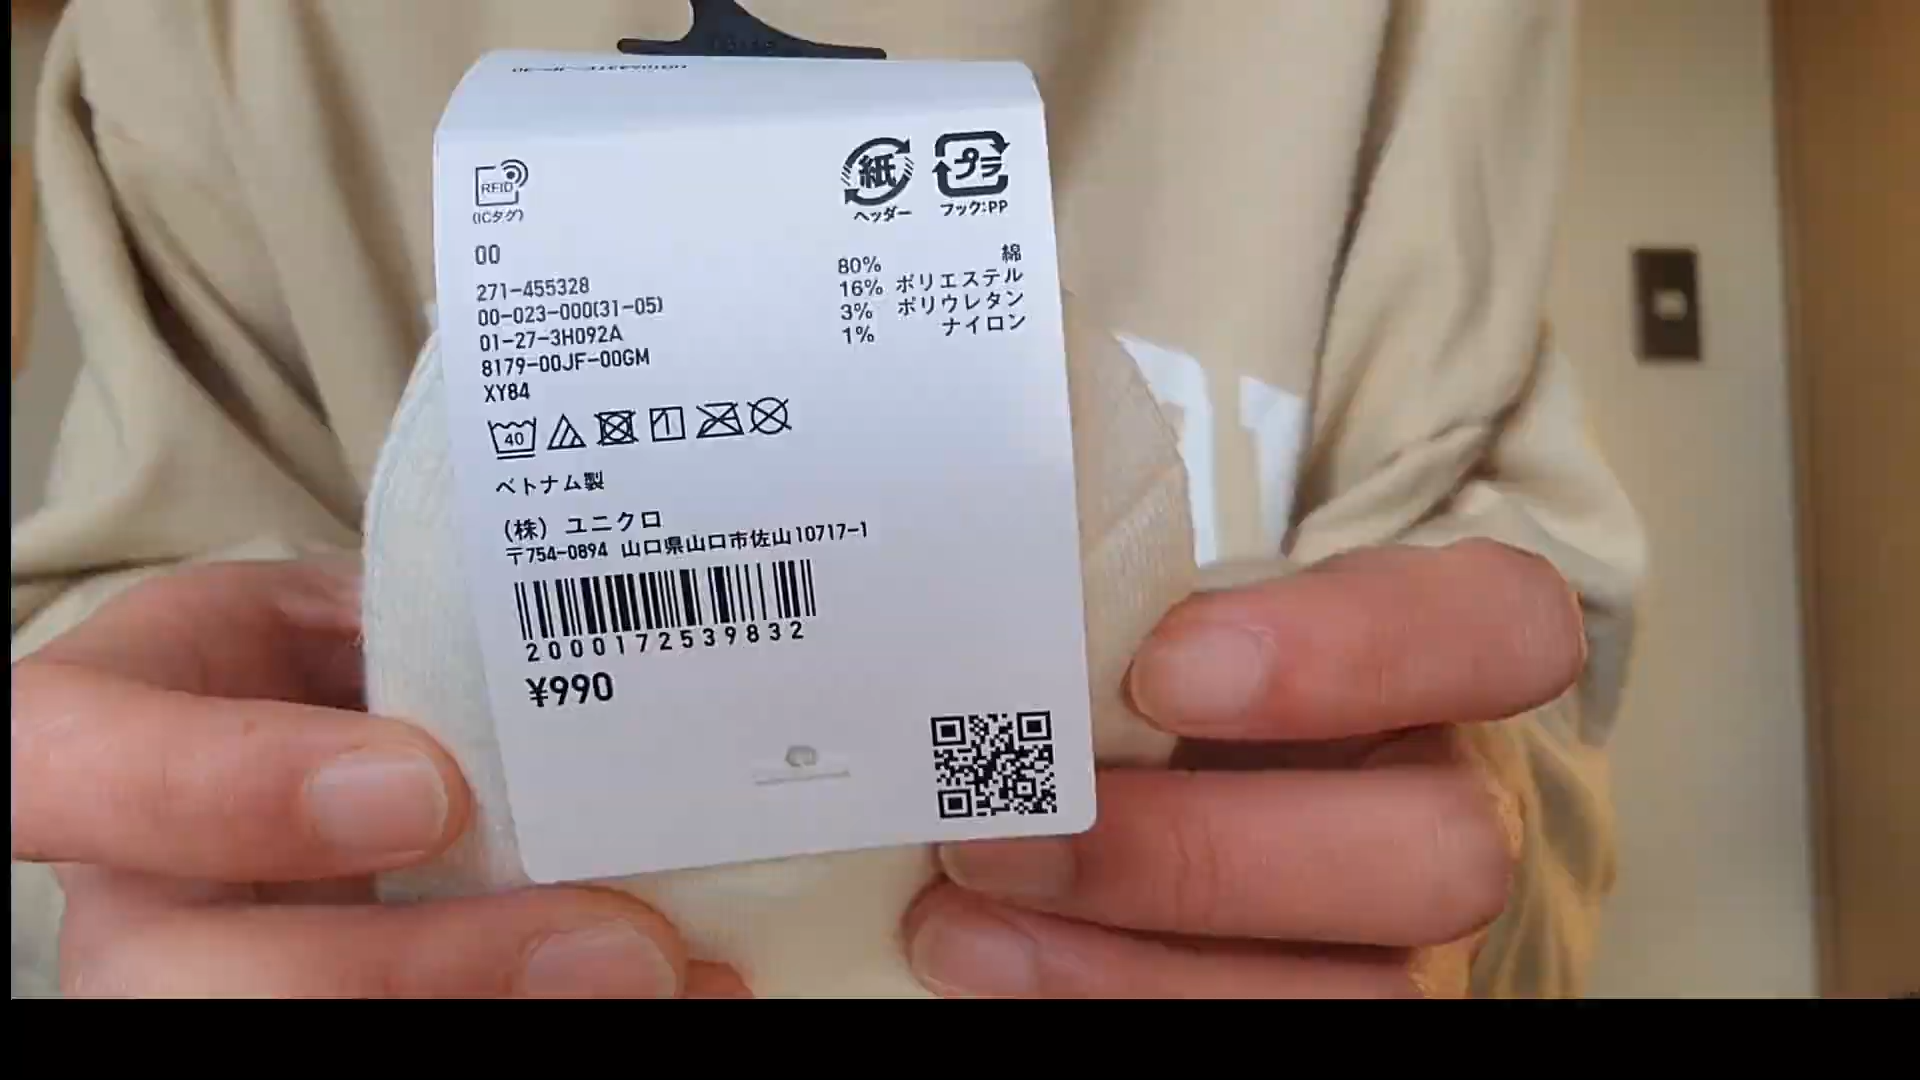 RFID
(ICタグ)
紙
ヘッダー
プラ
フック:PP
00
271-455328
00-023-000(31-05)
01-27-3H092A
8179-00JF-00GM
XY84
80% 綿
16% ポリエステル
3% ポリウレタン
1% ナイロン
40
ベトナム製
(株) ユニクロ
〒754-0894 山口県山口市佐山10717-1
2000172539832
¥990